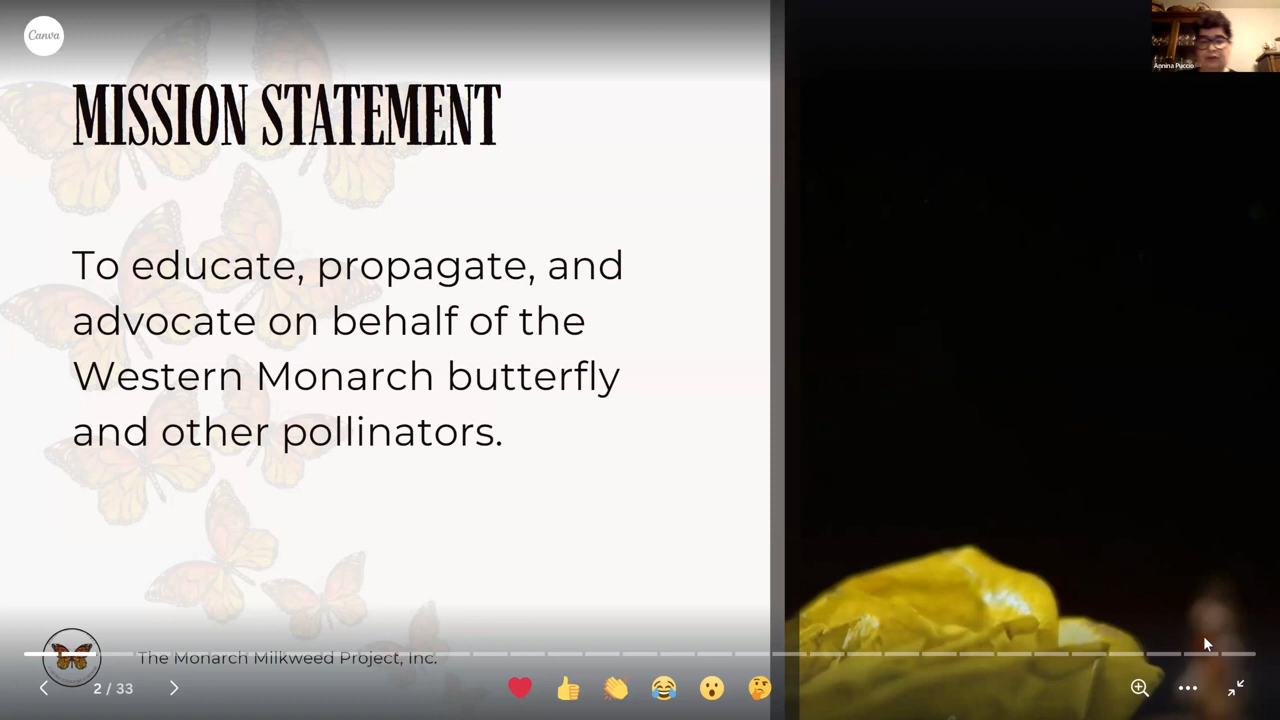 Canva
MISSION STATEMENT
To educate, propagate, and
advocate on behalf of the
Western Monarch butterfly
and other pollinators.
The Monarch Milkweed Project, Inc.
2 / 33
Annina Puccio